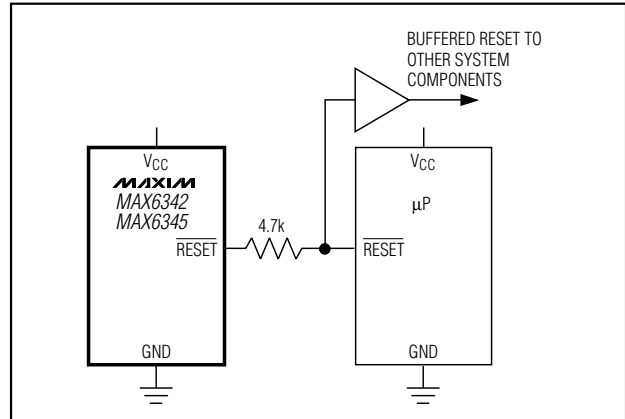 BUFFERED RESET TO
OTHER SYSTEM
COMPONENTS
VCC
MAXIM
MAX6342
MAX6345
RESET
GND
4.7k
VCC
μP
RESET
GND